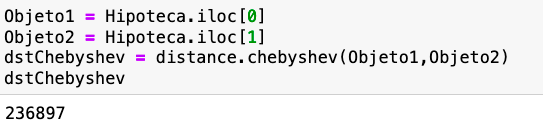 Objeto1 = Hipoteca.iloc[0]
Objeto2 = Hipoteca.iloc[1]
dstChebyshev = distance.chebyshev(Objeto1,Objeto2)
dstChebyshev
236897